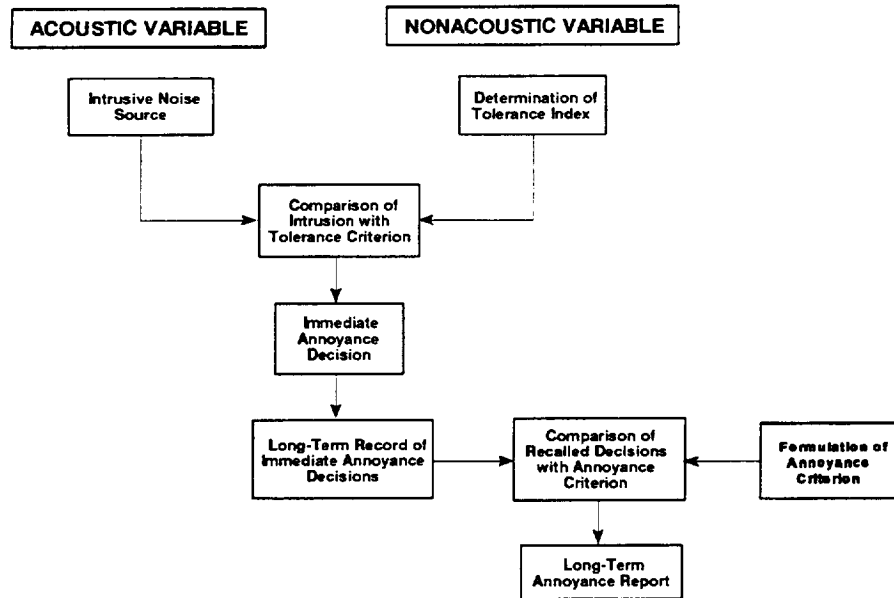 ACOUSTIC VARIABLE
NONACOUSTIC VARIABLE
Intrusive Noise
Source
Determination of
Tolerance Index
Comparison of
Intrusion with
Tolerance Criterion
Immediate
Annoyance
Decision
Long-Term Record of
Immediate Annoyance
Decisions
Comparison of
Recalled Decisions
with Annoyance
Criterion
Formulation of
Annoyance
Criterion
Long-Term
Annoyance Report